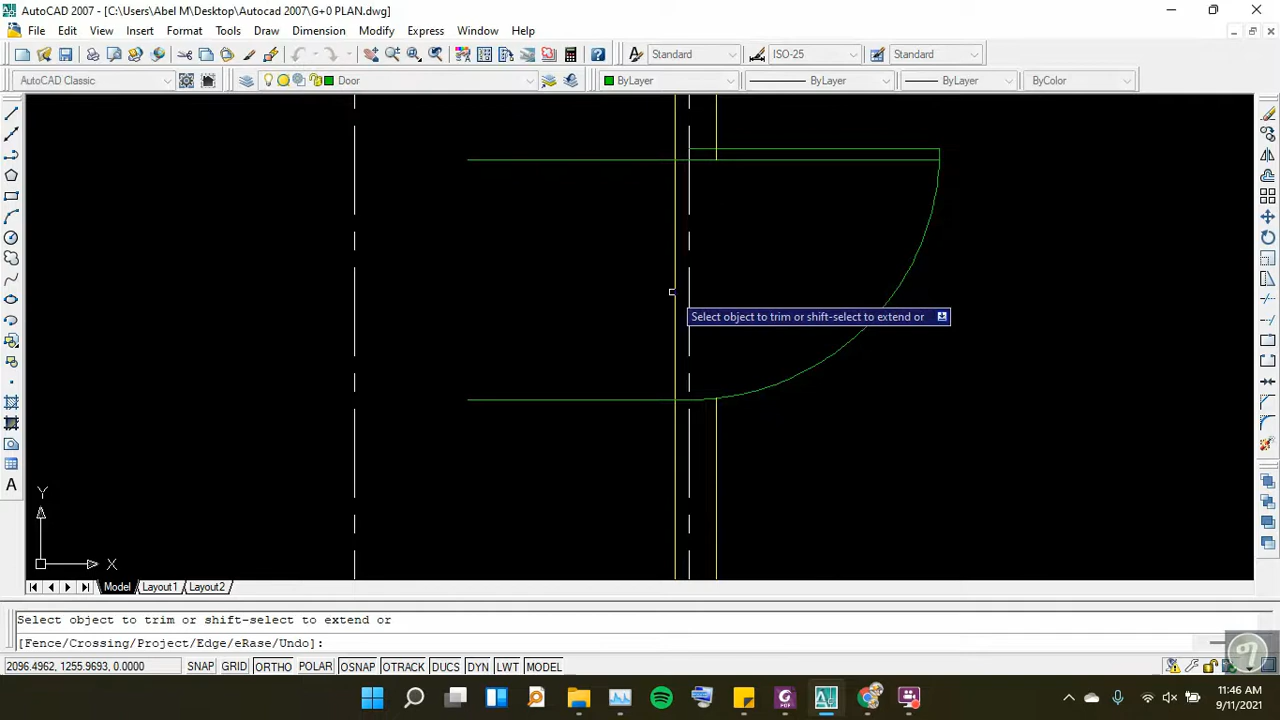 AutoCAD 2007 - [C:\Users\Abel M\Desktop\Autocad 2007\G+0 PLAN.dwg]
File Edit View Insert Format Tools Draw Dimension Modify Express Window Help
Standard ISO-25 Standard
AutoCAD Classic Door ByLayer ByLayer ByLayer ByColor
A
Select object to trim or shift-select to extend or
Y
X
Model Layout1 Layout2
Select object to trim or shift-select to extend or
[Fence/Crossing/Project/Edge/eRase/Undo]:
2096.4962, 1255.9693, 0.0000 SNAP GRID ORTHO POLAR OSNAP OTRACK DUCS DYN LWT MODEL
11:46 AM
9/11/2021